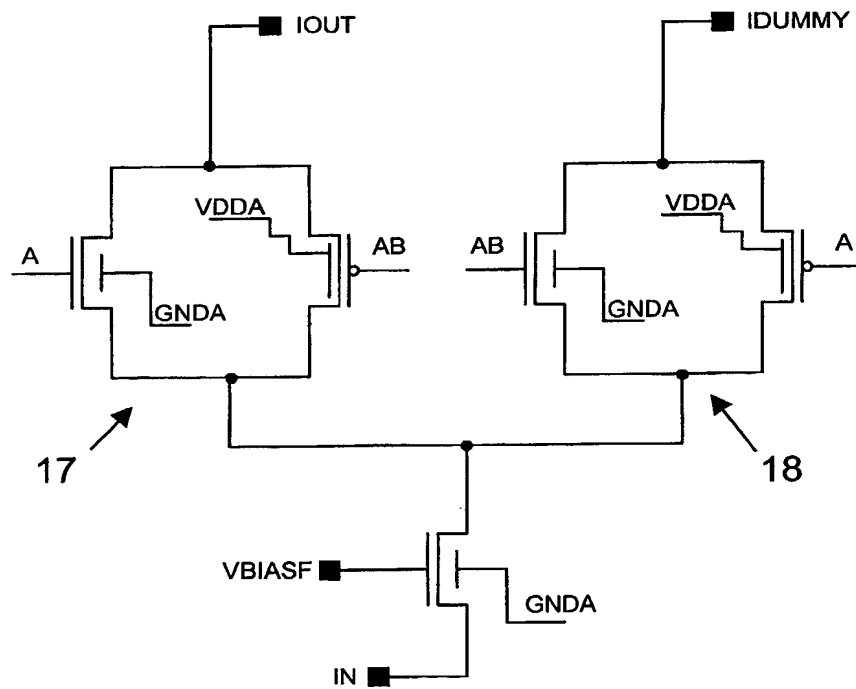 IOUT
IDUMMY
VDDA
VDDA
A
AB
AB
A
GNDA
GNDA
17
18
VBIASF
GNDA
IN